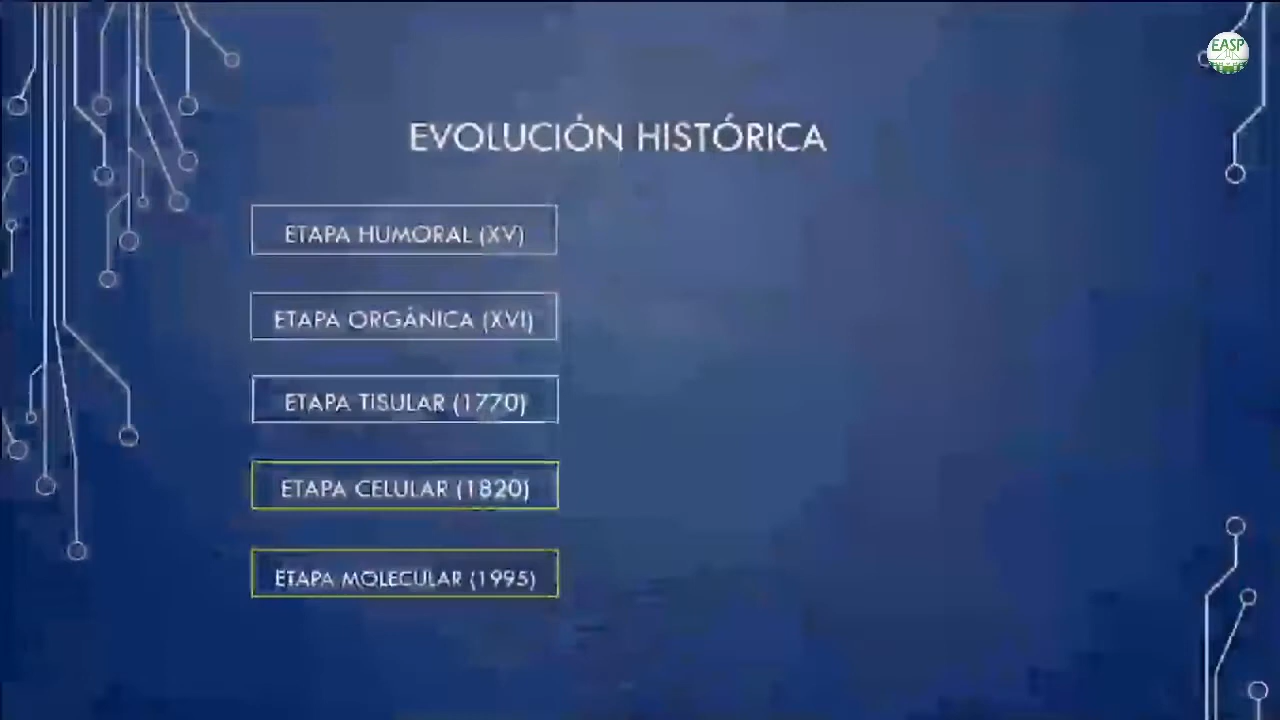 EASP
EVOLUCIÓN HISTÓRICA
ETAPA HUMORAL (XV)
ETAPA ORGÁNICA (XVI)
ETAPA TISULAR (1770)
ETAPA CELULAR (1820)
ETAPA MOLECULAR (1995)